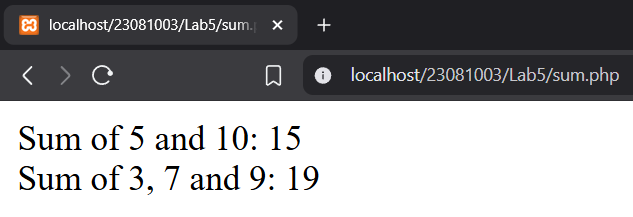 localhost/23081003/Lab5/sum.
localhost/23081003/Lab5/sum.php
Sum of 5 and 10: 15
Sum of 3, 7 and 9: 19